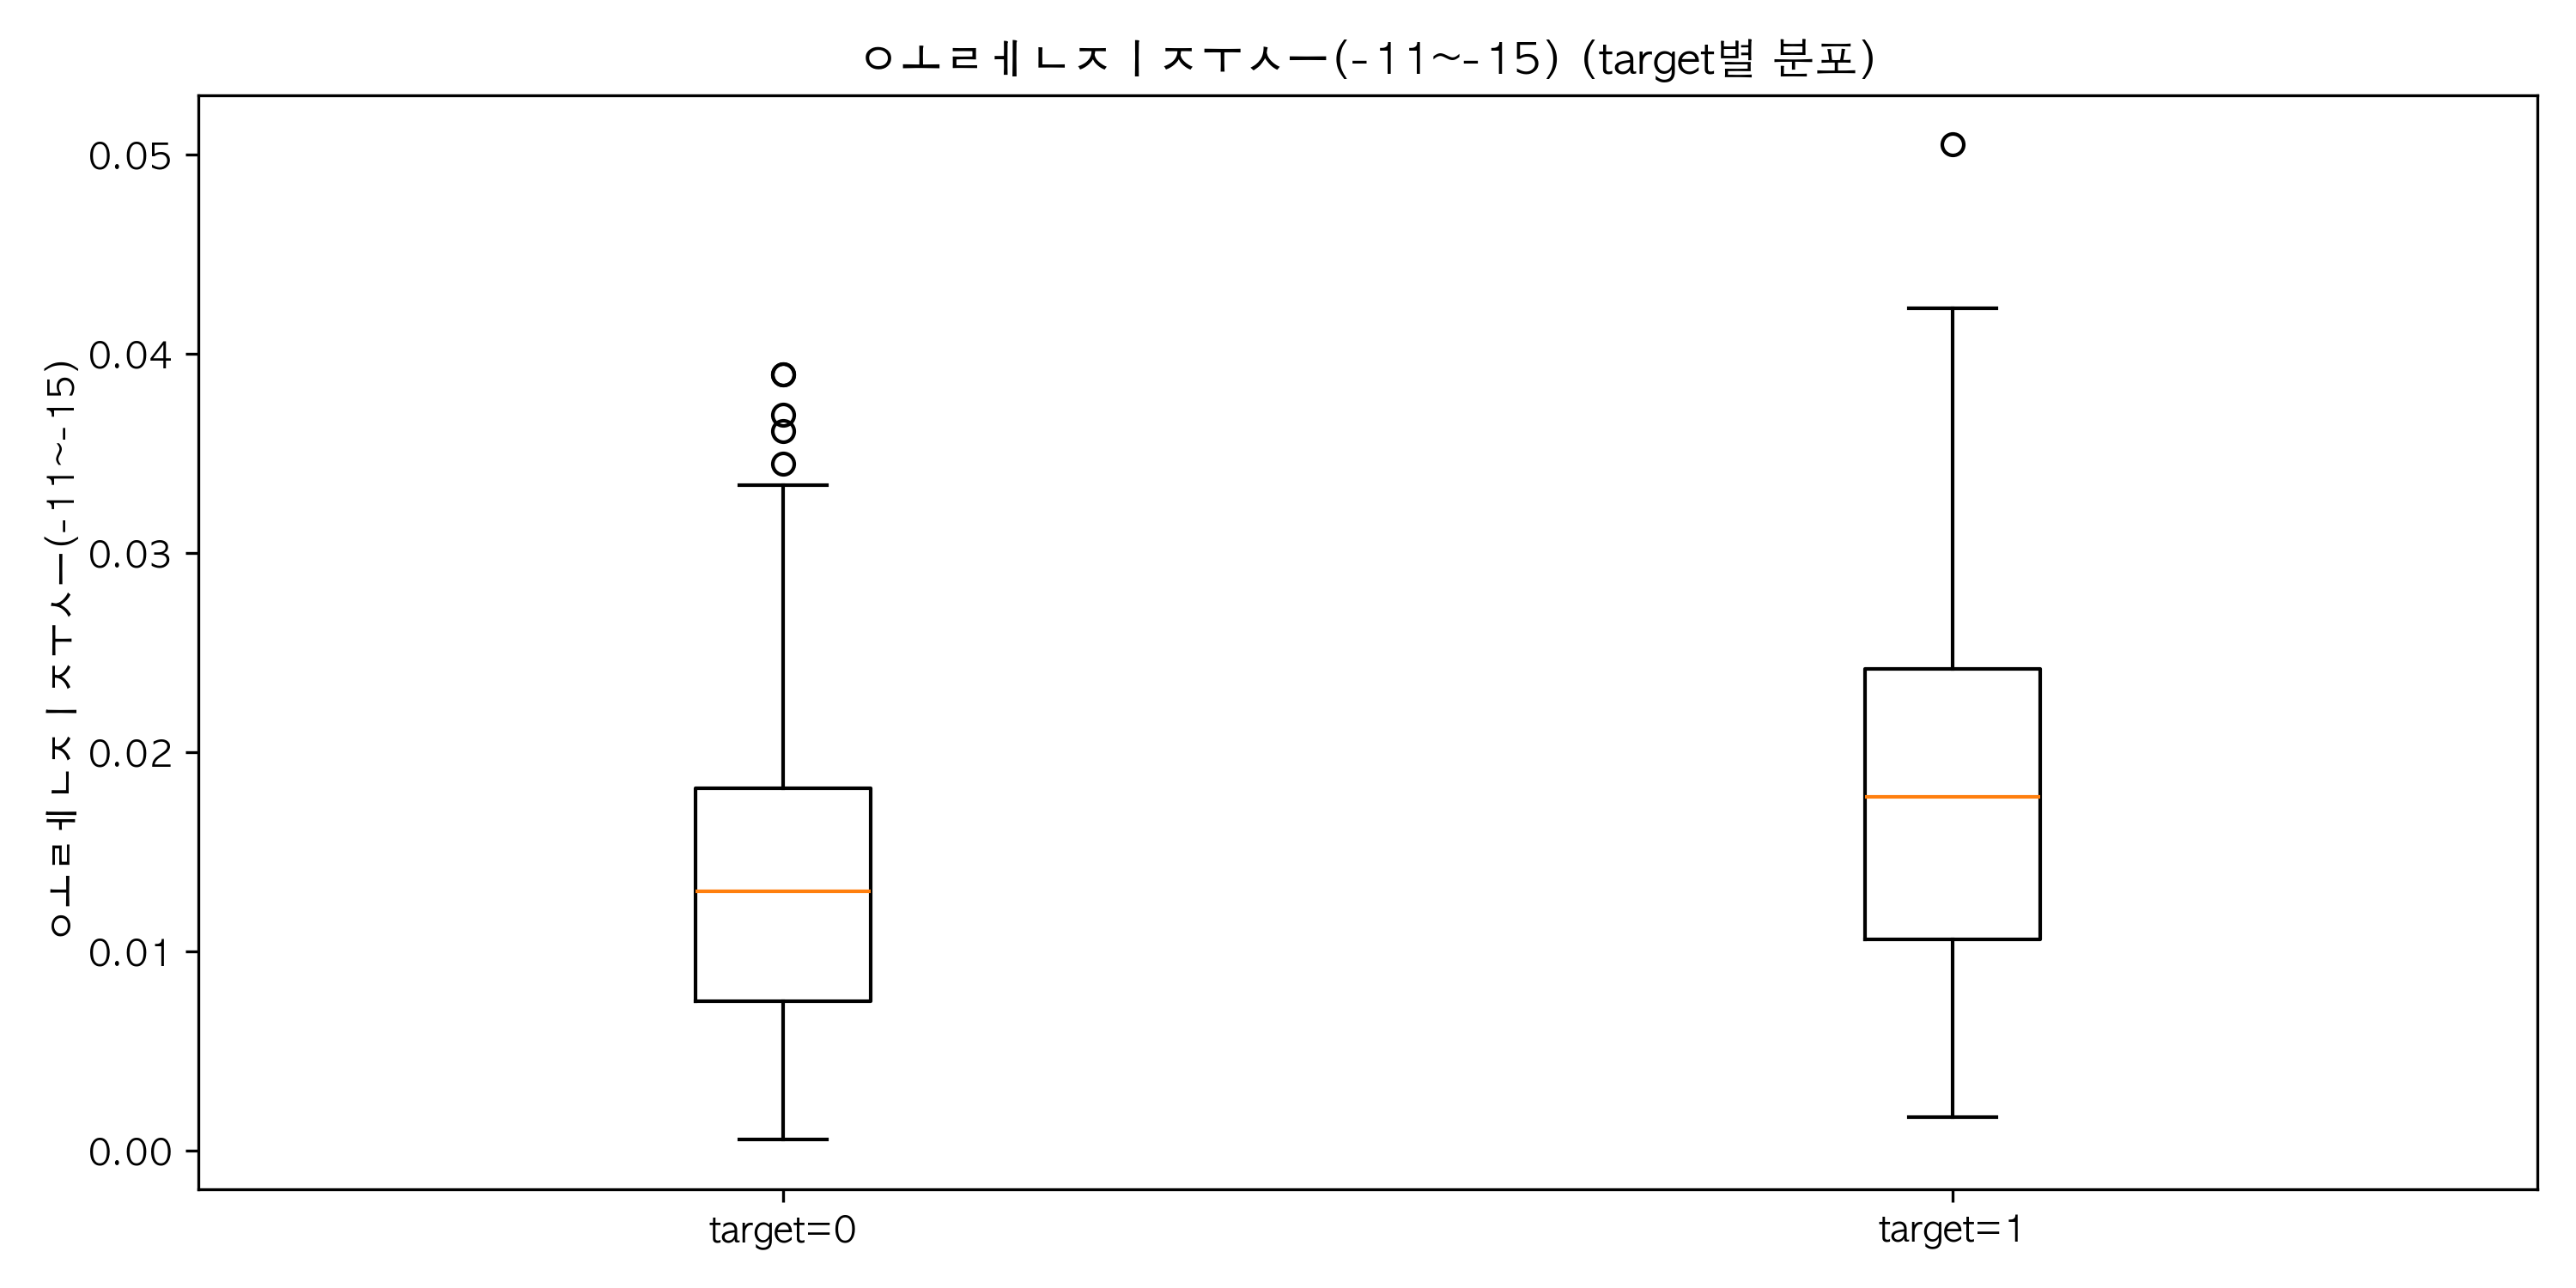 ㅇㅗㄹㅔㄴㅈㅣㅈㅜㅅㅡ(-11~-15) (target별 분포)
ㅇㅗㄹㅔㄴㅈㅣㅈㅜㅅㅡ(-11~-15)
0.05
0.04
0.03
0.02
0.01
0.00
target=0
target=1